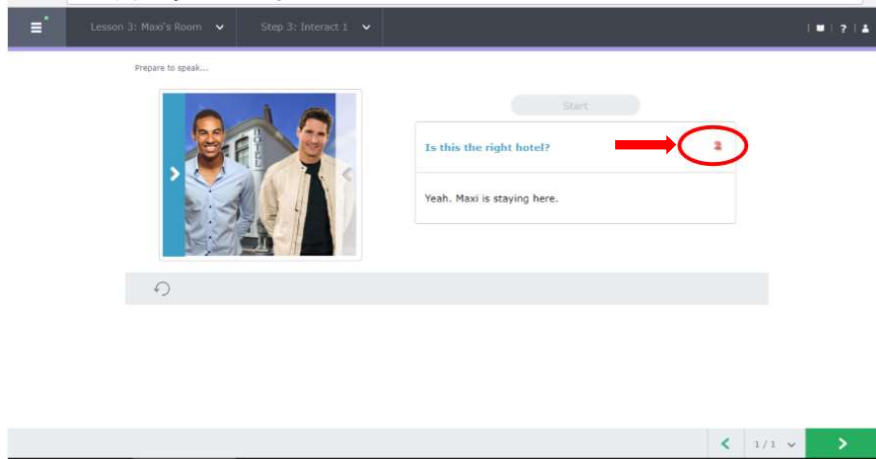 Lesson 3: Maxi's Room
Step 3: Interact 1
?
Prepare to speak...
HOTEL
Start
Is this the right hotel?
2
Yeah. Maxi is staying here.
1 / 1